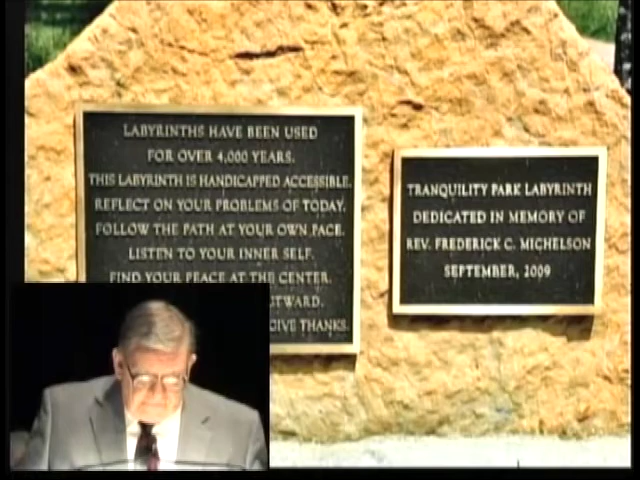 LABYRINTHS HAVE BEEN USED
FOR OVER 4,000 YEARS.
THIS LABYRINTH IS HANDICAPPED ACCESSIBLE.
REFLECT ON YOUR PROBLEMS OF TODAY.
FOLLOW THE PATH AT YOUR OWN PACE.
LISTEN TO YOUR INNER SELF.
FIND YOUR PEACE AT THE CENTER.
GIVE THANKS.
TRANQUILITY PARK LABYRINTH
DEDICATED IN MEMORY OF
REV. FREDERICK C. MICHELSON
SEPTEMBER, 2009